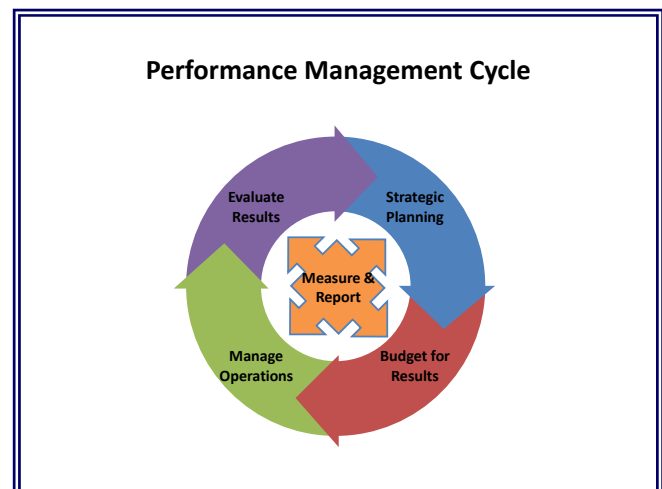 Performance Management Cycle
Evaluate
Results
Strategic
Planning
Measure &
Report
Manage
Operations
Budget for
Results